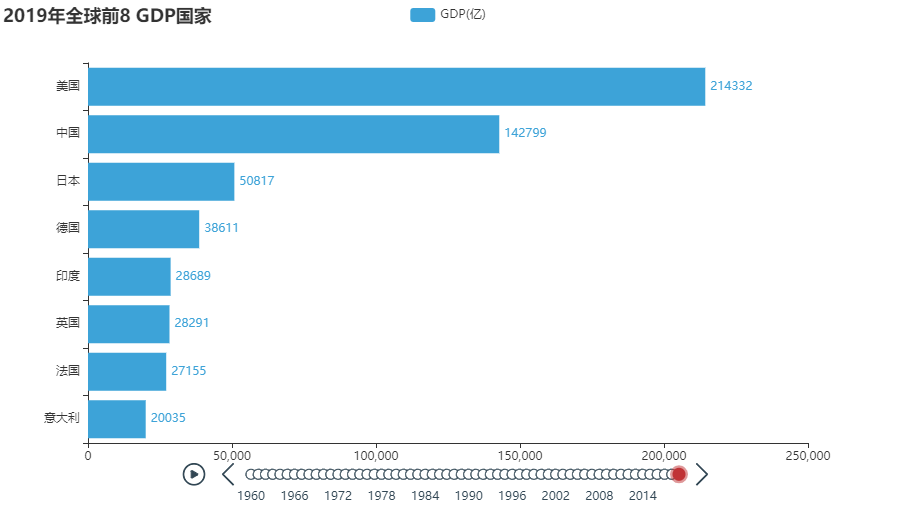 2019年全球前8 GDP国家
GDP(亿)
美国 214332
中国 142799
日本 50817
德国 38611
印度 28689
英国 28291
法国 27155
意大利 20035
0 50,000 100,000 150,000 200,000 250,000
1960 1966 1972 1978 1984 1990 1996 2002 2008 2014